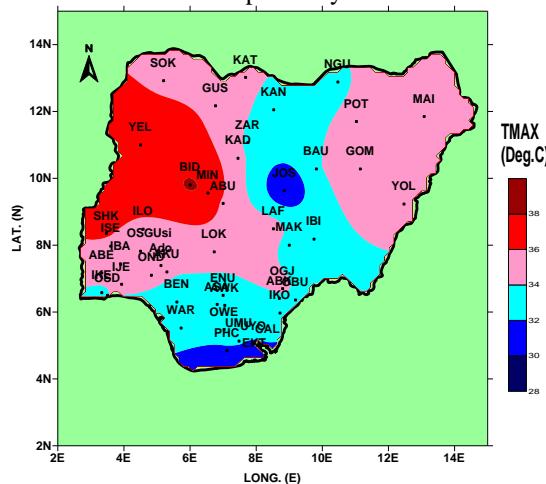 14N
12N
10N
8N
6N
4N
2N
LAT. (N)
N
SOK
KAT
NGU
GUS
KAN
POT
MAI
YEL
ZAR
KAD
BAU
GOM
BID
MIN
JOS
ABU
YOL
SHK
ILO
LAF
IBI
ISE
OS
GUsi
LOK
MAK
IBA
Ado
ABE
OND
AKU
IJE
OGJ
IKE
OSD
BEN
ENU
ABK
OBU
AWK
IKO
WAR
OWE
UMU
UYO
CAL
PHC
EKT
2E 4E 6E 8E 10E 12E 14E
LONG. (E)
TMAX
(Deg.C)
38
36
34
32
30
28